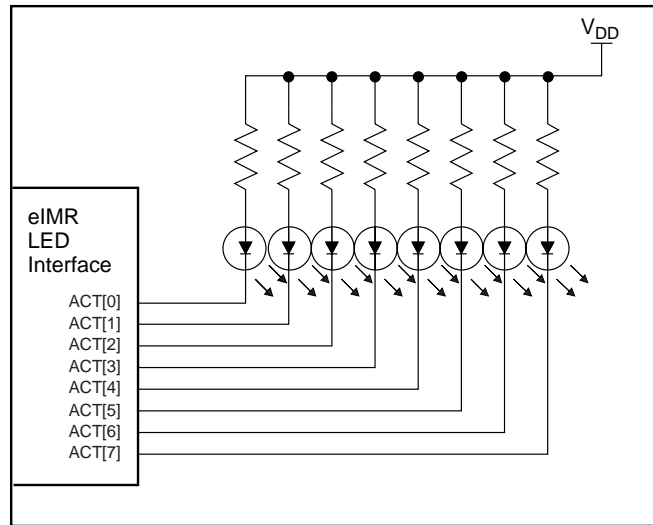 VDD
eIMR
LED
Interface
ACT[0]
ACT[1]
ACT[2]
ACT[3]
ACT[4]
ACT[5]
ACT[6]
ACT[7]